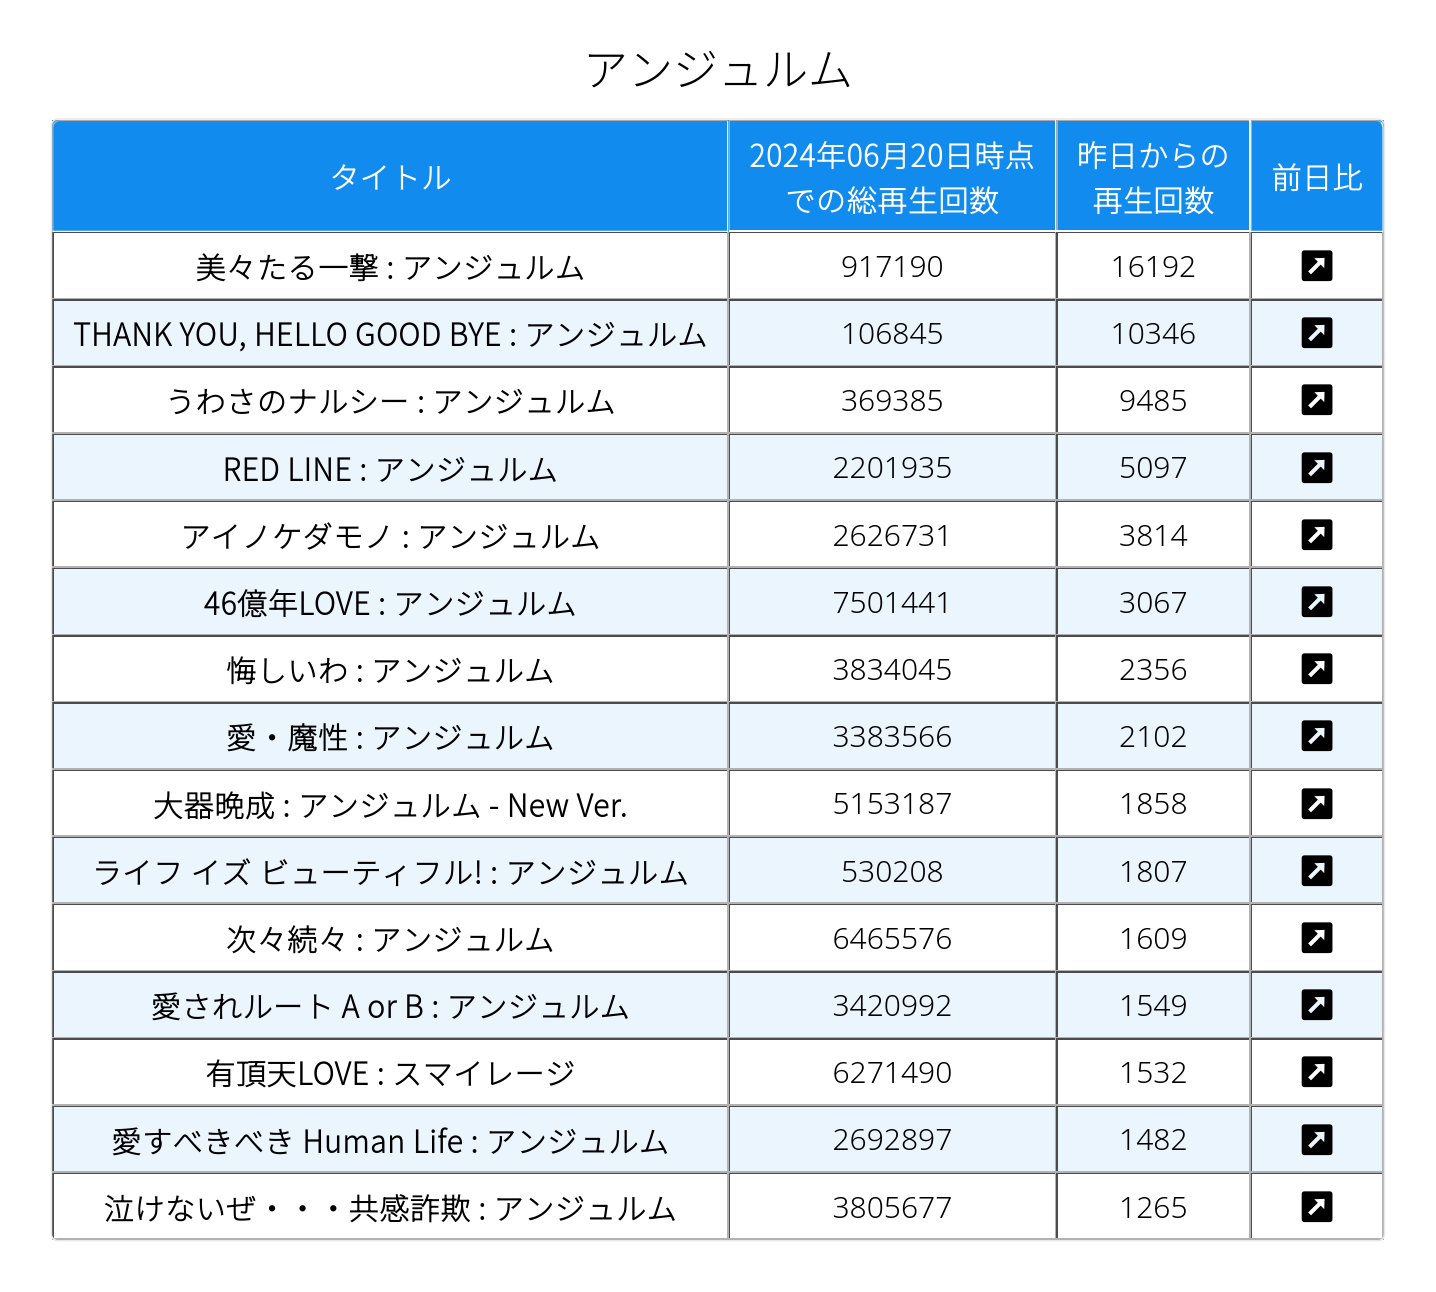 アンジュルム
タイトル 2024年06月20日時点での総再生回数 昨日からの再生回数 前日比
美々たる一撃 : アンジュルム 917190 16192
THANK YOU, HELLO GOOD BYE : アンジュルム 106845 10346
うわさのナルシー : アンジュルム 369385 9485
RED LINE : アンジュルム 2201935 5097
アイノケダモノ : アンジュルム 2626731 3814
46億年LOVE : アンジュルム 7501441 3067
悔しいわ : アンジュルム 3834045 2356
愛・魔性 : アンジュルム 3383566 2102
大器晩成 : アンジュルム - New Ver. 5153187 1858
ライフ イズ ビューティフル! : アンジュルム 530208 1807
次々続々 : アンジュルム 6465576 1609
愛されルート A or B : アンジュルム 3420992 1549
有頂天LOVE : スマイレージ 6271490 1532
愛すべきべき Human Life : アンジュルム 2692897 1482
泣けないぜ・・・共感詐欺 : アンジュルム 3805677 1265